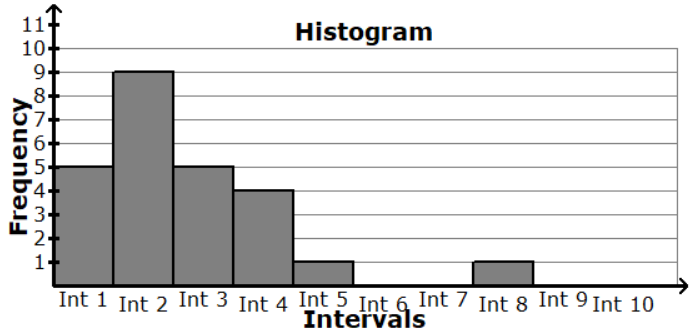 Histogram
11
10
9
8
7
6
5
4
3
2
1
Frequency
Int 1 Int 2 Int 3 Int 4 Int 5 Int 6 Int 7 Int 8 Int 9 Int 10
Intervals